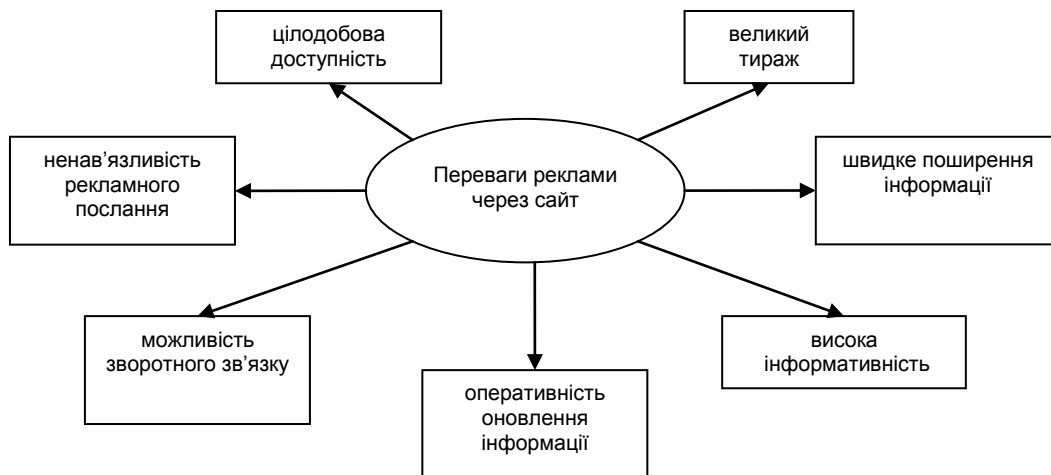 цілодобова
доступність
великий
тираж
ненав’язливість
рекламного
послання
Переваги реклами
через сайт
швидке поширення
інформації
можливість
зворотного зв’язку
висока
інформативність
оперативність
оновлення
інформації